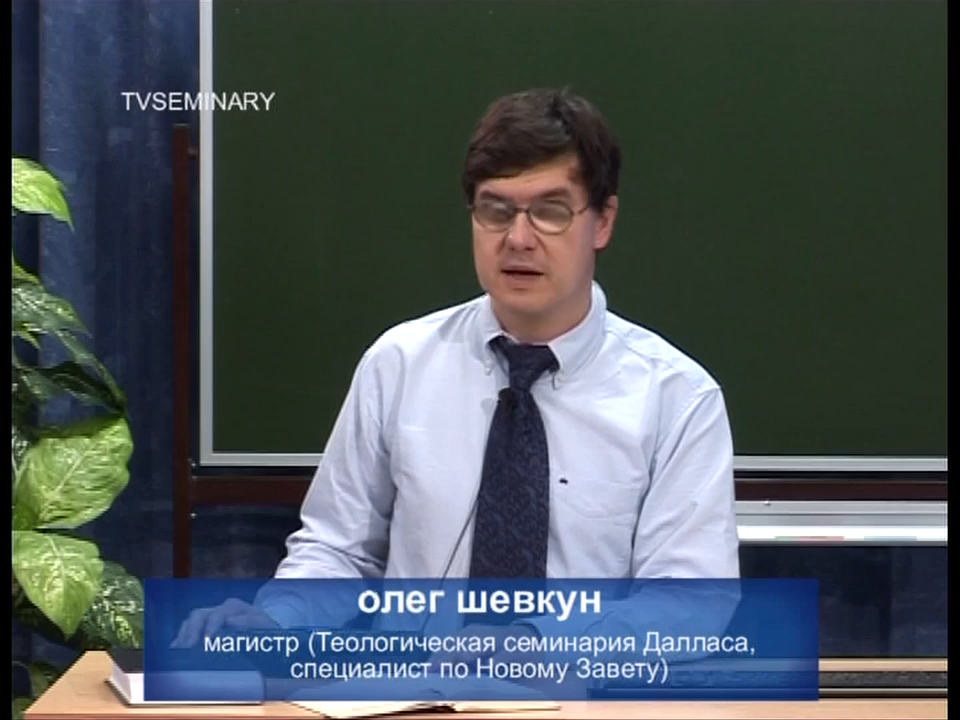 TVSEMINARY
олег шевкун
магистр (Теологическая семинария Далласа,
специалист по Новому Завету)